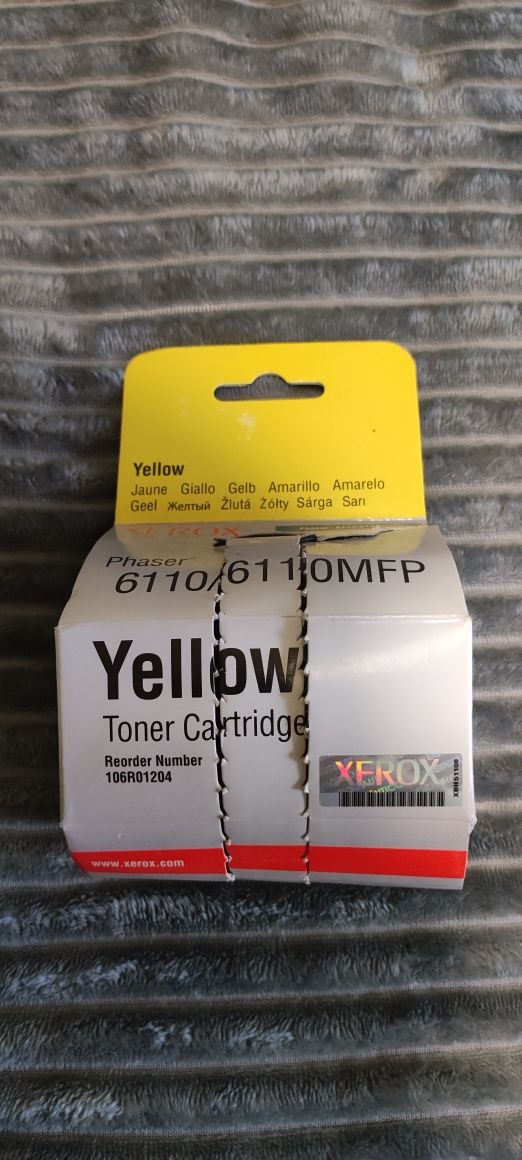 Yellow
Jaune Giallo Gelb Amarillo Amarelo
Geel Желтый Žlutá Żółty Sárga Sarı
XEROX
Phaser®
6110/6110MFP
Yellow
Toner Cartridge
Reorder Number
106R01204
XEROX
XBH51108
www.xerox.com